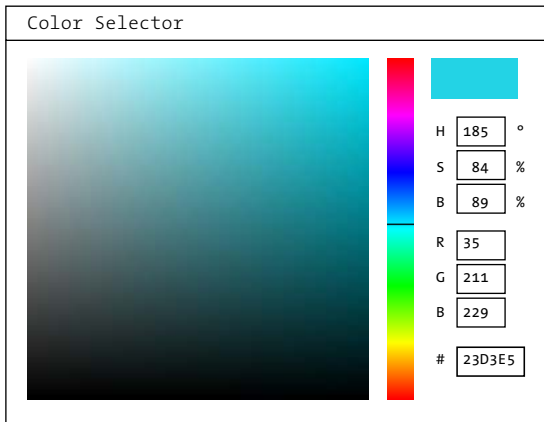 Color Selector
H 185 °
S 84 %
B 89 %
R 35
G 211
B 229
# 23D3E5